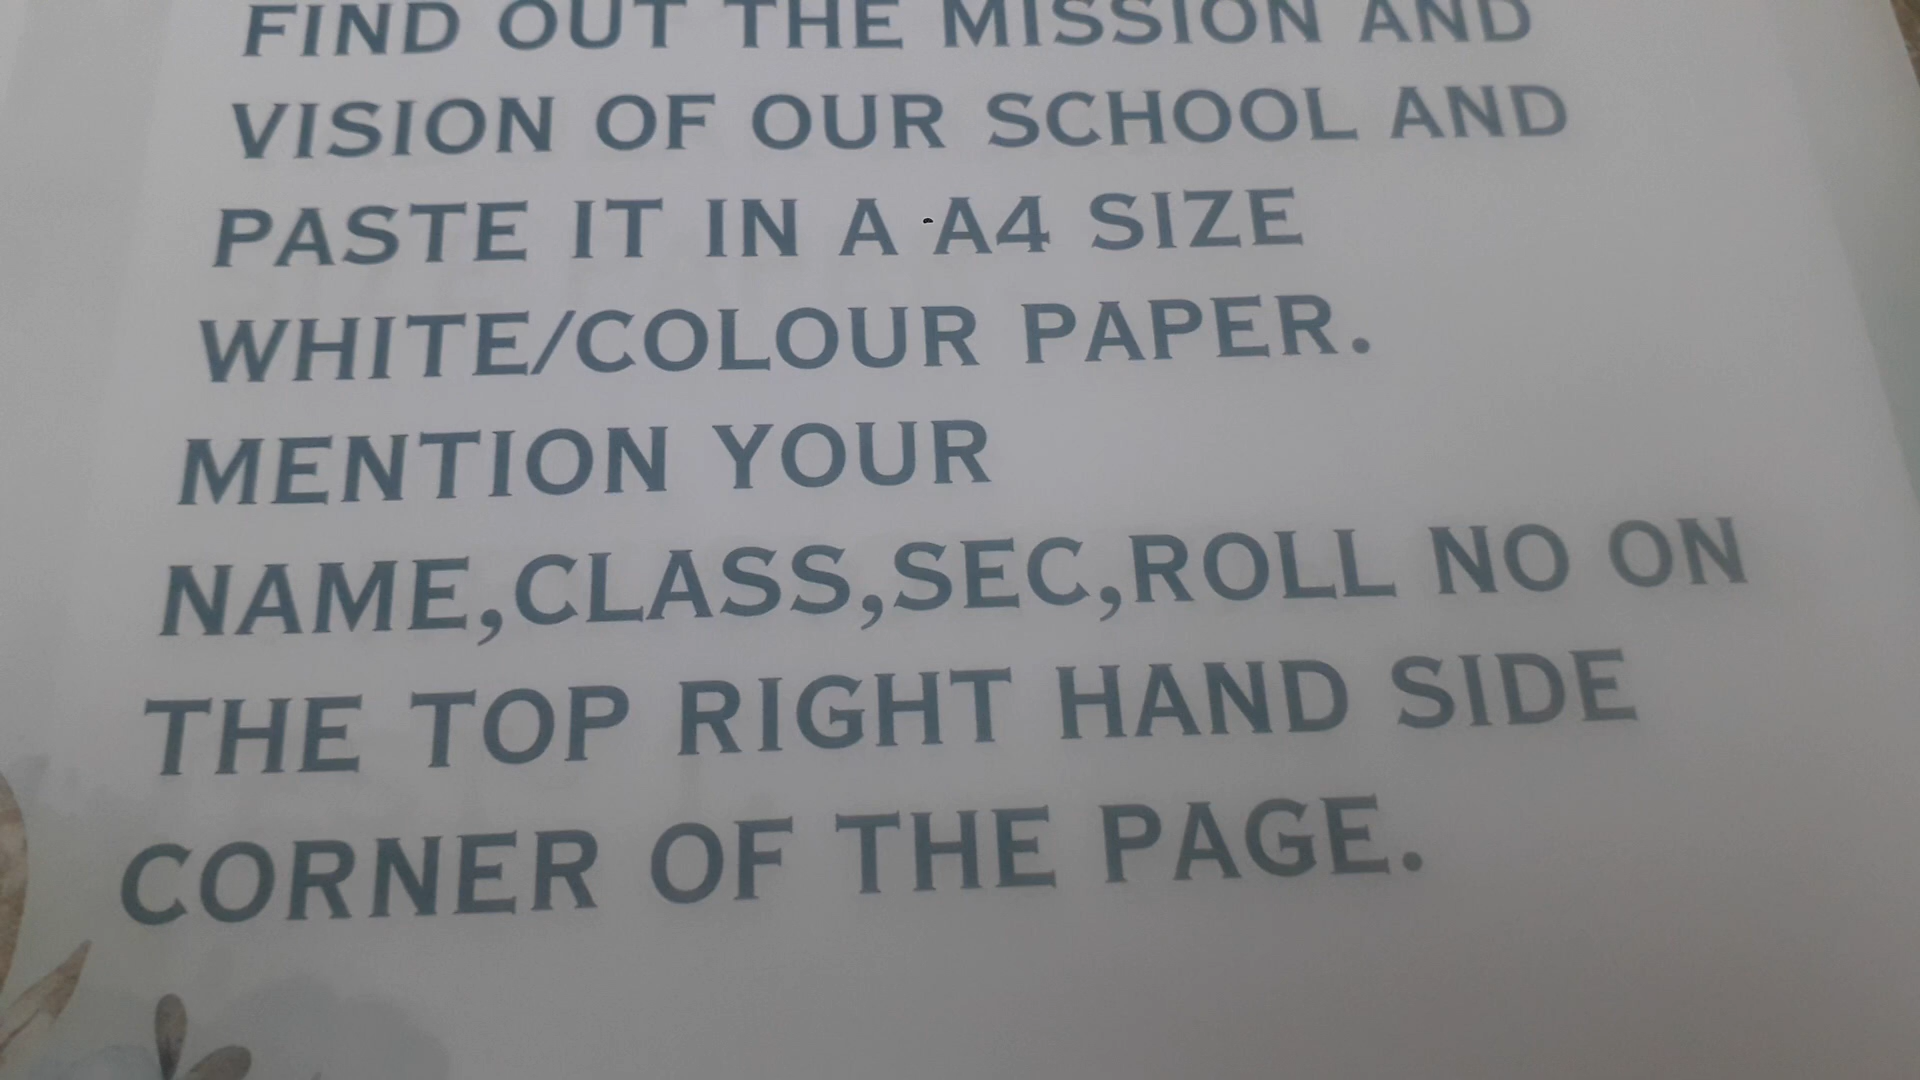 FIND OUT THE MISSION AND
VISION OF OUR SCHOOL AND
PASTE IT IN A A4 SIZE
WHITE/COLOUR PAPER.
MENTION YOUR
NAME,CLASS,SEC,ROLL NO ON
THE TOP RIGHT HAND SIDE
CORNER OF THE PAGE.